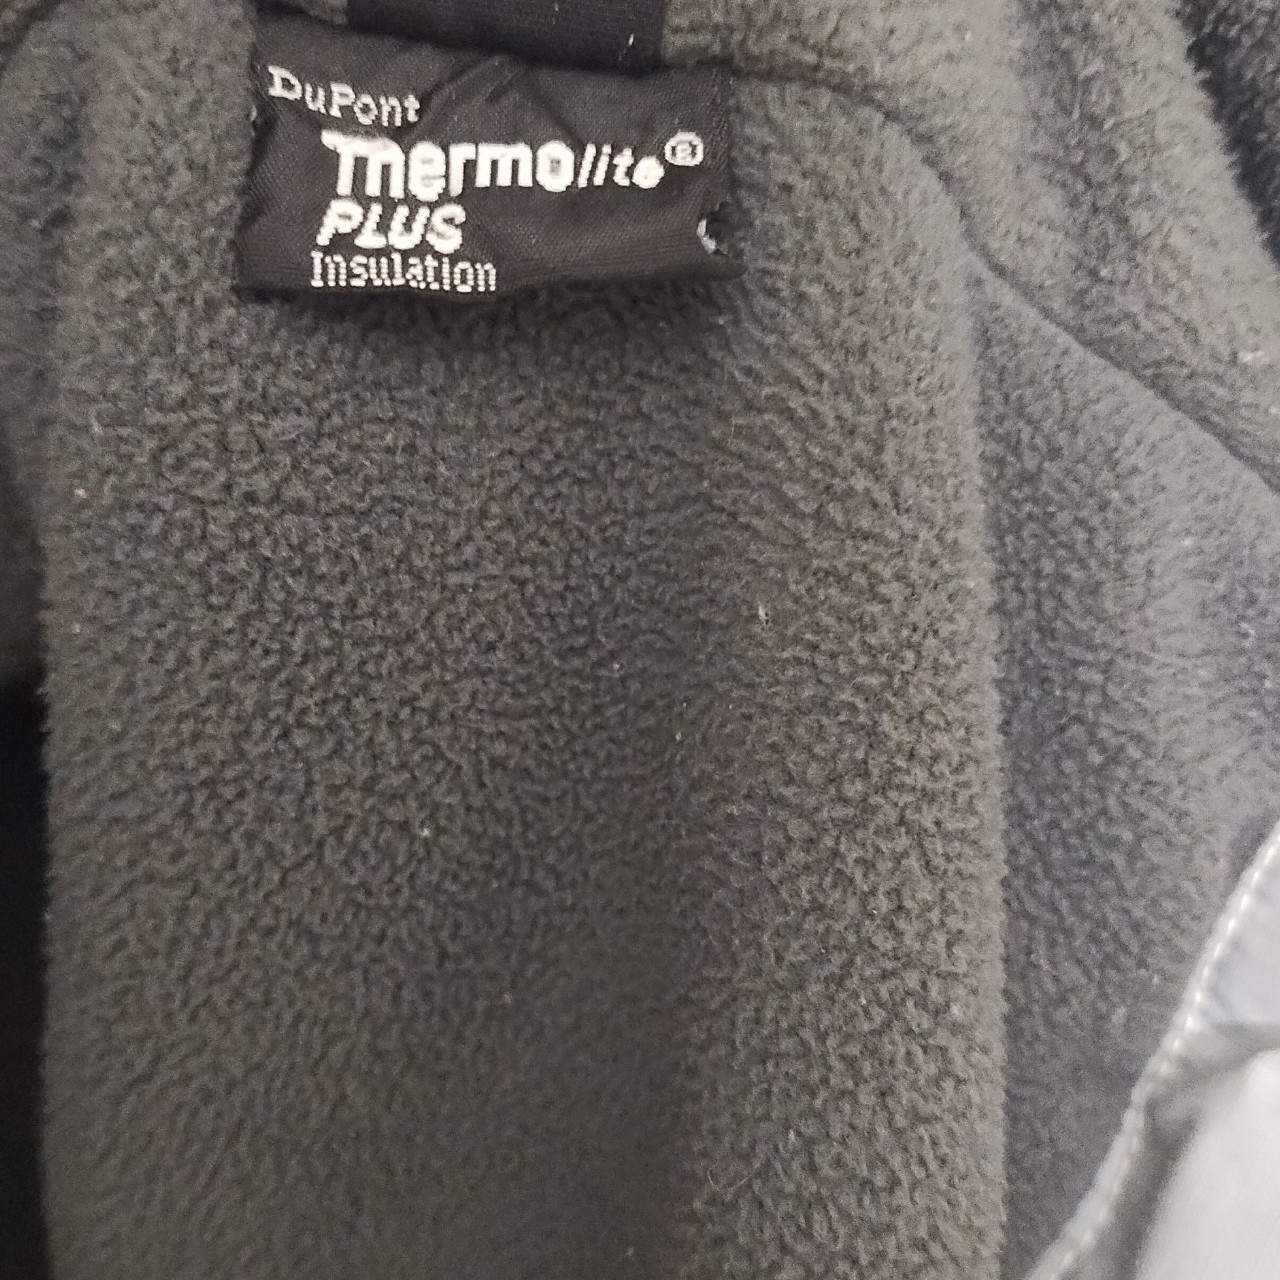 DuPont
Thermolite®
PLUS
Insulation